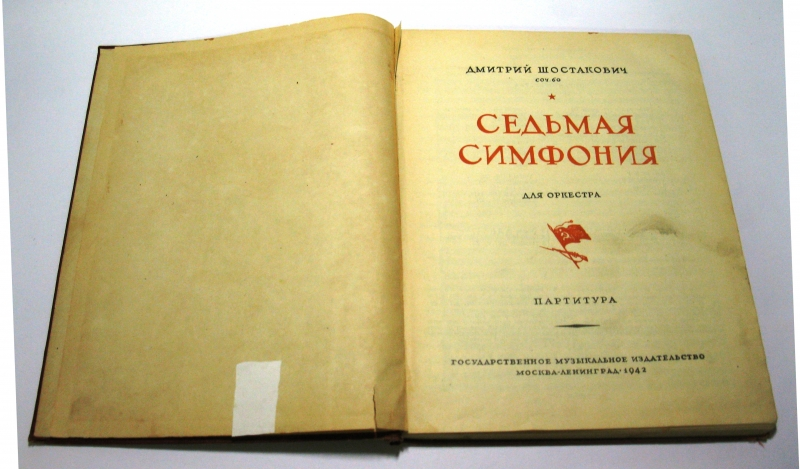 ДМИТРИЙ ШОСТАКОВИЧ
СОЧ. 60
СЕДЬМАЯ
СИМФОНИЯ
ДЛЯ ОРКЕСТРА
ПАРТИТУРА
ГОСУДАРСТВЕННОЕ МУЗЫКАЛЬНОЕ ИЗДАТЕЛЬСТВО
МОСКВА·ЛЕНИНГРАД·1942